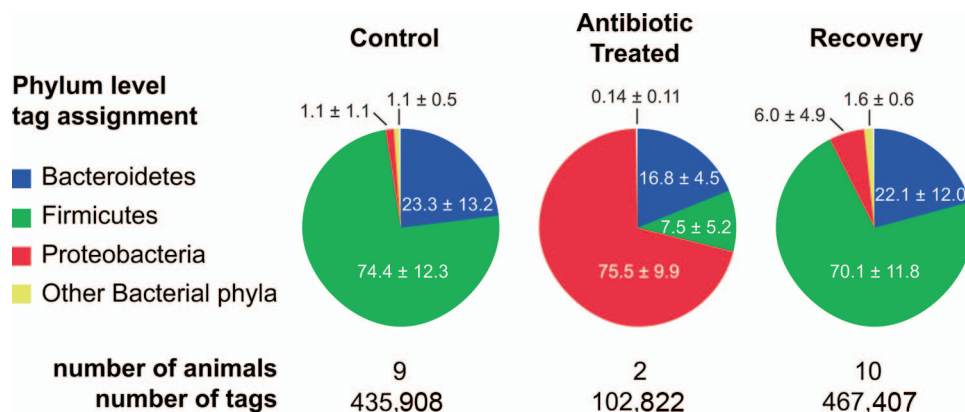 Control
Antibiotic
Treated
Recovery
Phylum level
tag assignment
Bacteroidetes
Firmicutes
Proteobacteria
Other Bacterial phyla
1.1 ± 1.1
1.1 ± 0.5
23.3 ± 13.2
74.4 ± 12.3
0.14 ± 0.11
16.8 ± 4.5
7.5 ± 5.2
75.5 ± 9.9
6.0 ± 4.9
1.6 ± 0.6
22.1 ± 12.0
70.1 ± 11.8
number of animals 9 2 10
number of tags 435,908 102,822 467,407